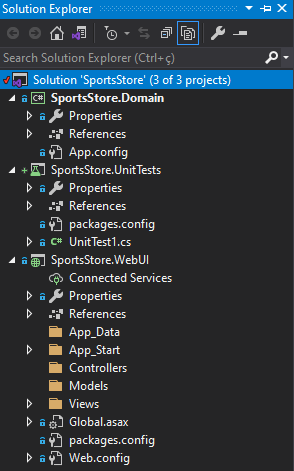 Solution Explorer
Search Solution Explorer (Ctrl+ç)
Solution 'SportsStore' (3 of 3 projects)
C# SportsStore.Domain
Properties
References
App.config
SportsStore.UnitTests
Properties
References
packages.config
C# UnitTest1.cs
SportsStore.WebUI
Connected Services
Properties
References
App_Data
App_Start
Controllers
Models
Views
Global.asax
packages.config
Web.config